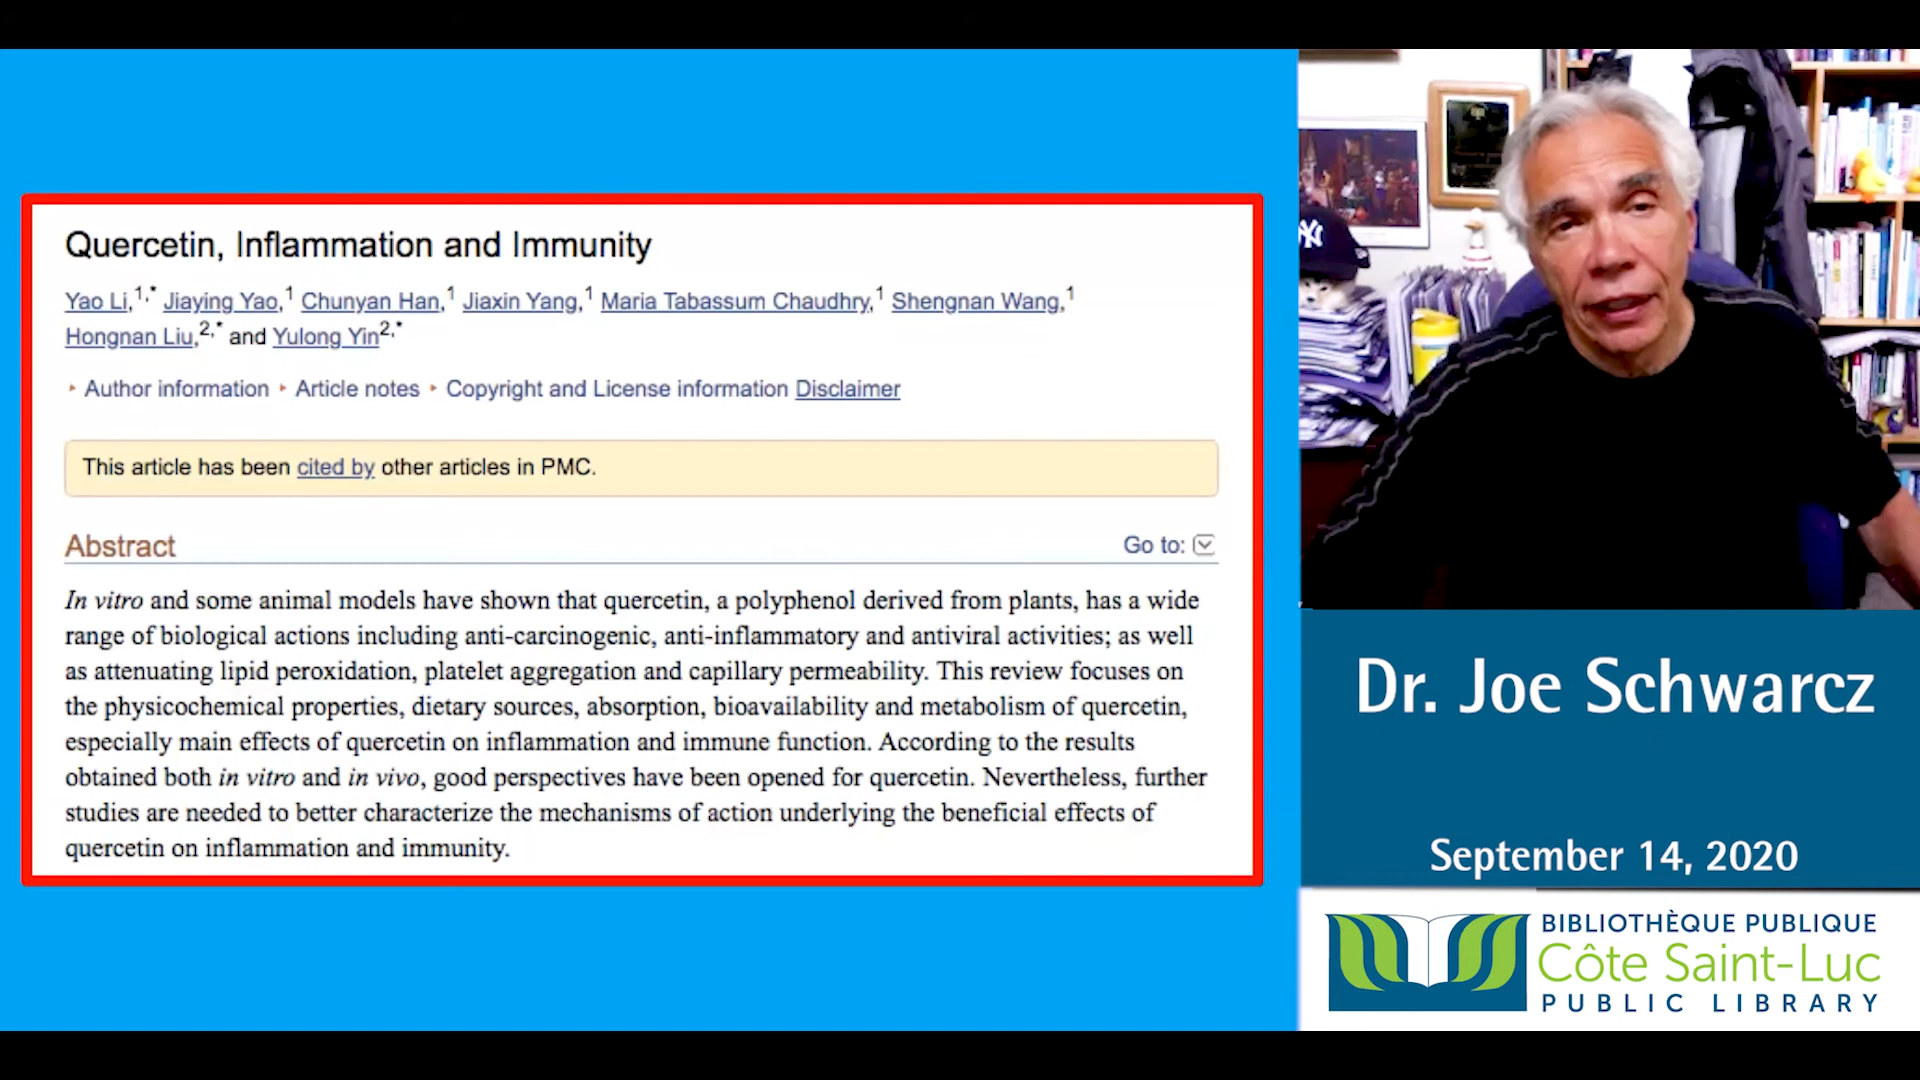 Quercetin, Inflammation and Immunity
Yao Li,1,* Jiaying Yao,1 Chunyan Han,1 Jiaxin Yang,1 Maria Tabassum Chaudhry,1 Shengnan Wang,1
Hongnan Liu,2,* and Yulong Yin2,*
Author information Article notes Copyright and License information Disclaimer
This article has been cited by other articles in PMC.
Abstract
Go to:
In vitro and some animal models have shown that quercetin, a polyphenol derived from plants, has a wide
range of biological actions including anti-carcinogenic, anti-inflammatory and antiviral activities; as well
as attenuating lipid peroxidation, platelet aggregation and capillary permeability. This review focuses on
the physicochemical properties, dietary sources, absorption, bioavailability and metabolism of quercetin,
especially main effects of quercetin on inflammation and immune function. According to the results
obtained both in vitro and in vivo, good perspectives have been opened for quercetin. Nevertheless, further
studies are needed to better characterize the mechanisms of action underlying the beneficial effects of
quercetin on inflammation and immunity.
NY
Dr. Joe Schwarcz
September 14, 2020
BIBLIOTHÈQUE PUBLIQUE
Côte Saint-Luc
PUBLIC LIBRARY